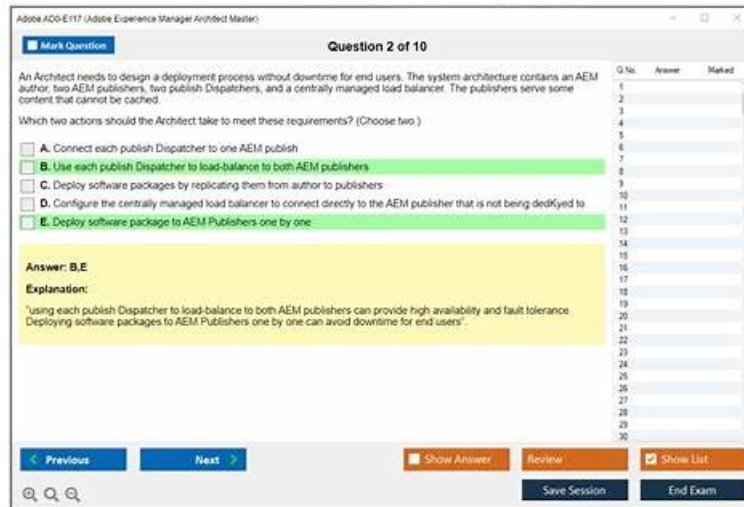 Adobe AD0-E117 (Adobe Experience Manager Architect Master)
Mark Question
Question 2 of 10
An Architect needs to design a deployment process without downtime for end users. The system architecture contains an AEM
author, two AEM publishers, two publish Dispatchers, and a centrally managed load balancer. The publishers serve some
content that cannot be cached.
Which two actions should the Architect take to meet these requirements? (Choose two.)
A. Connect each publish Dispatcher to one AEM publish
B. Use each publish Dispatcher to load-balance to both AEM publishers
C. Deploy software packages by replicating them from author to publishers
D. Configure the centrally managed load balancer to connect directly to the AEM publisher that is not being dedKyed to
E. Deploy software package to AEM Publishers one by one
Answer: B,E
Explanation:
"using each publish Dispatcher to load-balance to both AEM publishers can provide high availability and fault tolerance.
Deploying software packages to AEM Publishers one by one can avoid downtime for end users".
Q No. Answer Marked
1
2
3
4
5
6
7
8
9
10
11
12
13
14
15
16
17
18
19
20
21
22
23
24
25
26
27
28
29
30
Previous
Next
Show Answer
Review
Show List
Save Session
End Exam